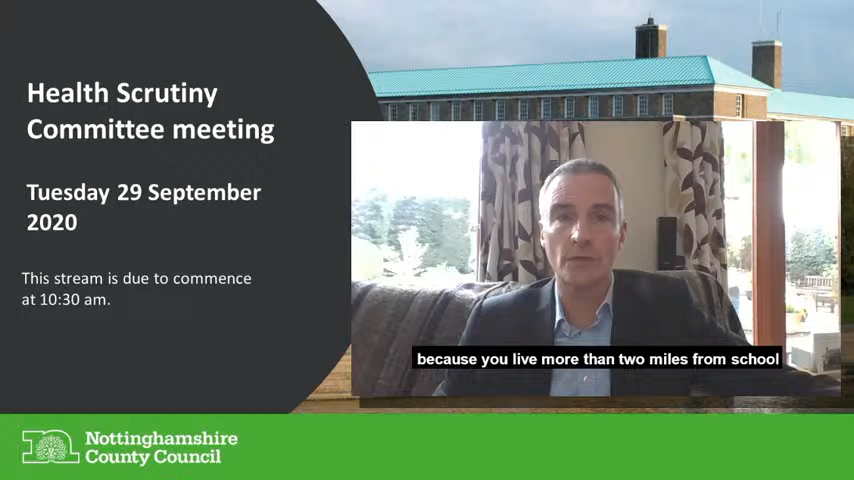 Health Scrutiny
Committee meeting
Tuesday 29 September
2020
This stream is due to commence
at 10:30 am.
because you live more than two miles from school
Nottinghamshire
County Council